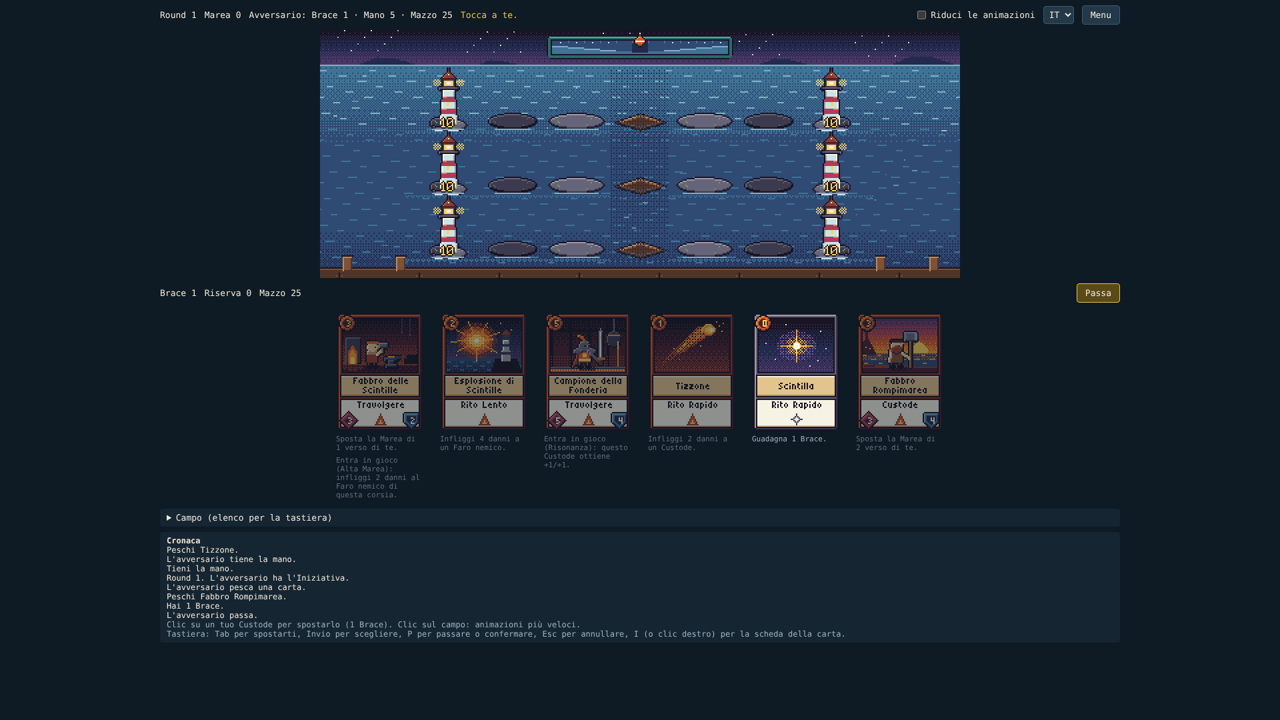 Round 1 Marea 0 Avversario: Brace 1 · Mano 5 · Mazzo 25 Tocca a te.
Riduci le animazioni IT Menu
10 10
10 10
10 10
Brace 1 Riserva 0 Mazzo 25
Passa
3
Fabbro delle
Scintille
Travolgere
3 2
Sposta la Marea di
1 verso di te.
Entra in gioco
(Alta Marea):
infliggi 2 danni al
Faro nemico di
questa corsia.
2
Esplosione di
Scintille
Rito Lento
Infliggi 4 danni a
un Faro nemico.
5
Campione della
Fonderia
Travolgere
5 4
Entra in gioco
(Risonanza): questo
Custode ottiene
+1/+1.
1
Tizzone
Rito Rapido
Infliggi 2 danni a
un Custode.
0
Scintilla
Rito Rapido
Guadagna 1 Brace.
3
Fabbro
Rompimarea
Custode
3 4
Sposta la Marea di
2 verso di te.
Campo (elenco per la tastiera)
Cronaca
Peschi Tizzone.
L'avversario tiene la mano.
Tieni la mano.
Round 1. L'avversario ha l'Iniziativa.
L'avversario pesca una carta.
Peschi Fabbro Rompimarea.
Hai 1 Brace.
L'avversario passa.
Clic su un tuo Custode per spostarlo (1 Brace). Clic sul campo: animazioni più veloci.
Tastiera: Tab per spostarti, Invio per scegliere, P per passare o confermare, Esc per annullare, I (o clic destro) per la scheda della carta.